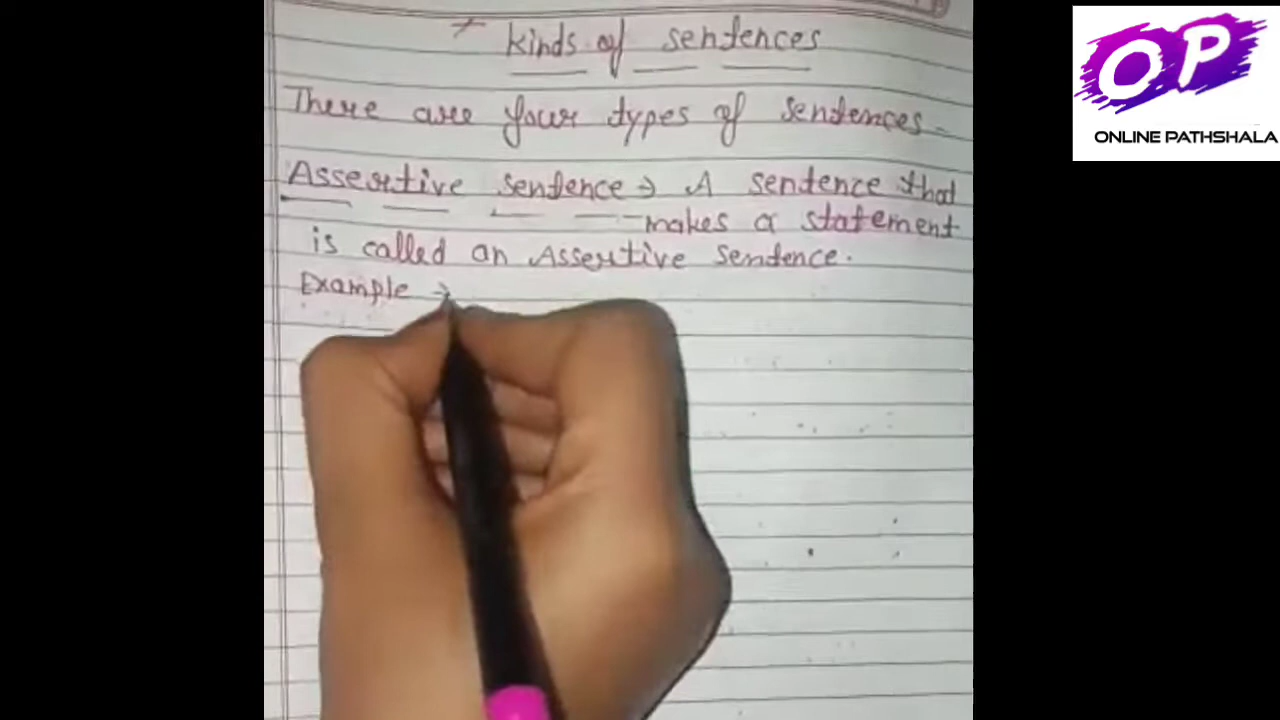 Kinds of sentences
There are four types of sentences.
Assertive sentence → A sentence that
makes a statement
is called an Assertive Sentence.
Example →
OP
ONLINE PATHSHALA